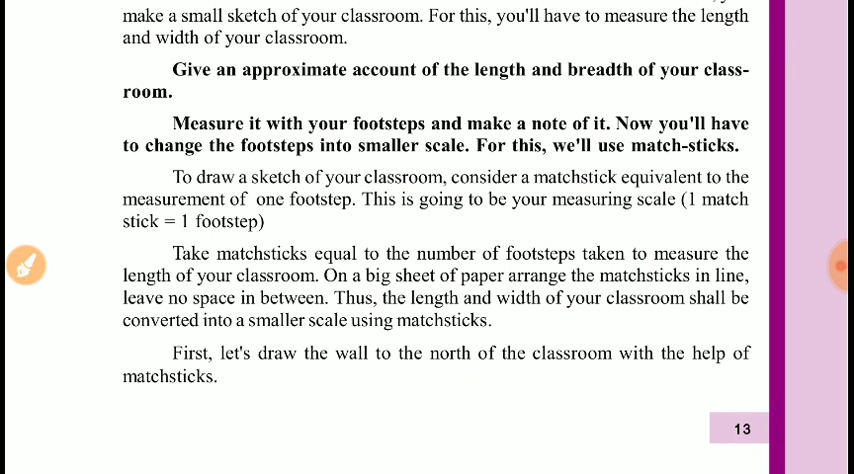 make a small sketch of your classroom. For this, you'll have to measure the length
and width of your classroom.
Give an approximate account of the length and breadth of your class-
room.
Measure it with your footsteps and make a note of it. Now you'll have
to change the footsteps into smaller scale. For this, we'll use match-sticks.
To draw a sketch of your classroom, consider a matchstick equivalent to the
measurement of one footstep. This is going to be your measuring scale (1 match
stick = 1 footstep)
Take matchsticks equal to the number of footsteps taken to measure the
length of your classroom. On a big sheet of paper arrange the matchsticks in line,
leave no space in between. Thus, the length and width of your classroom shall be
converted into a smaller scale using matchsticks.
First, let's draw the wall to the north of the classroom with the help of
matchsticks.
13